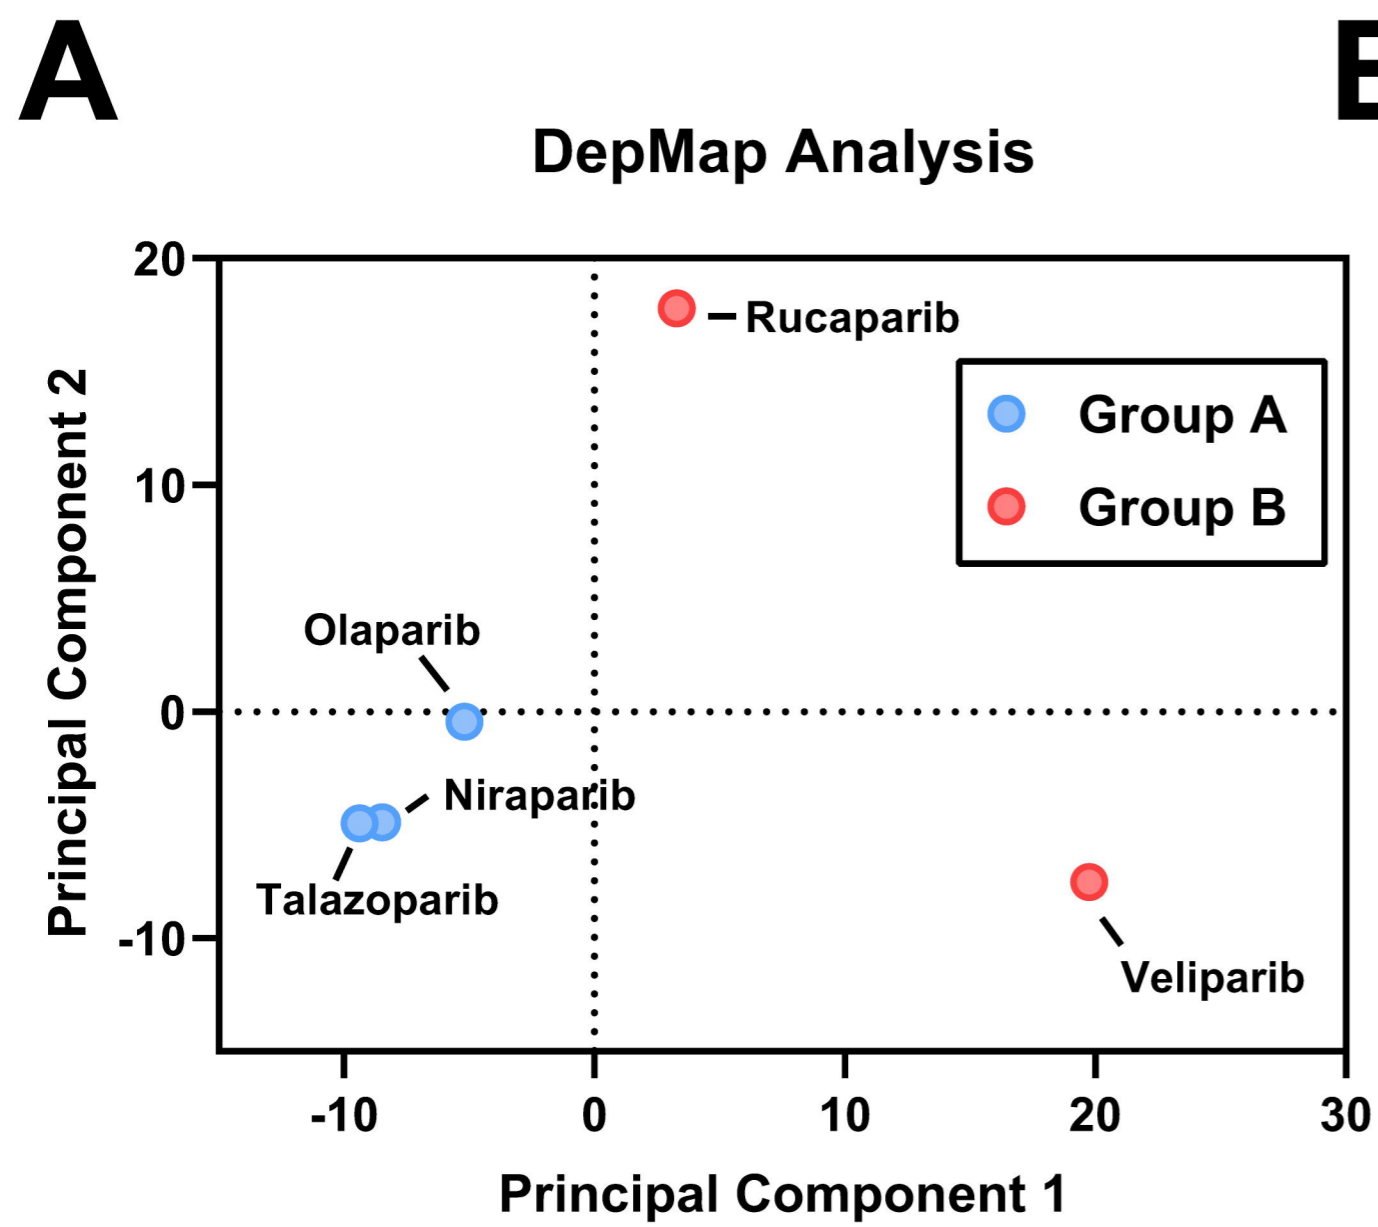 A
DepMap Analysis
20
10
0
-10
Principal Component 2
Rucaparib
Group A
Group B
Olaparib
Niraparib
Talazoparib
Veliparib
-10
0
10
20
30
Principal Component 1